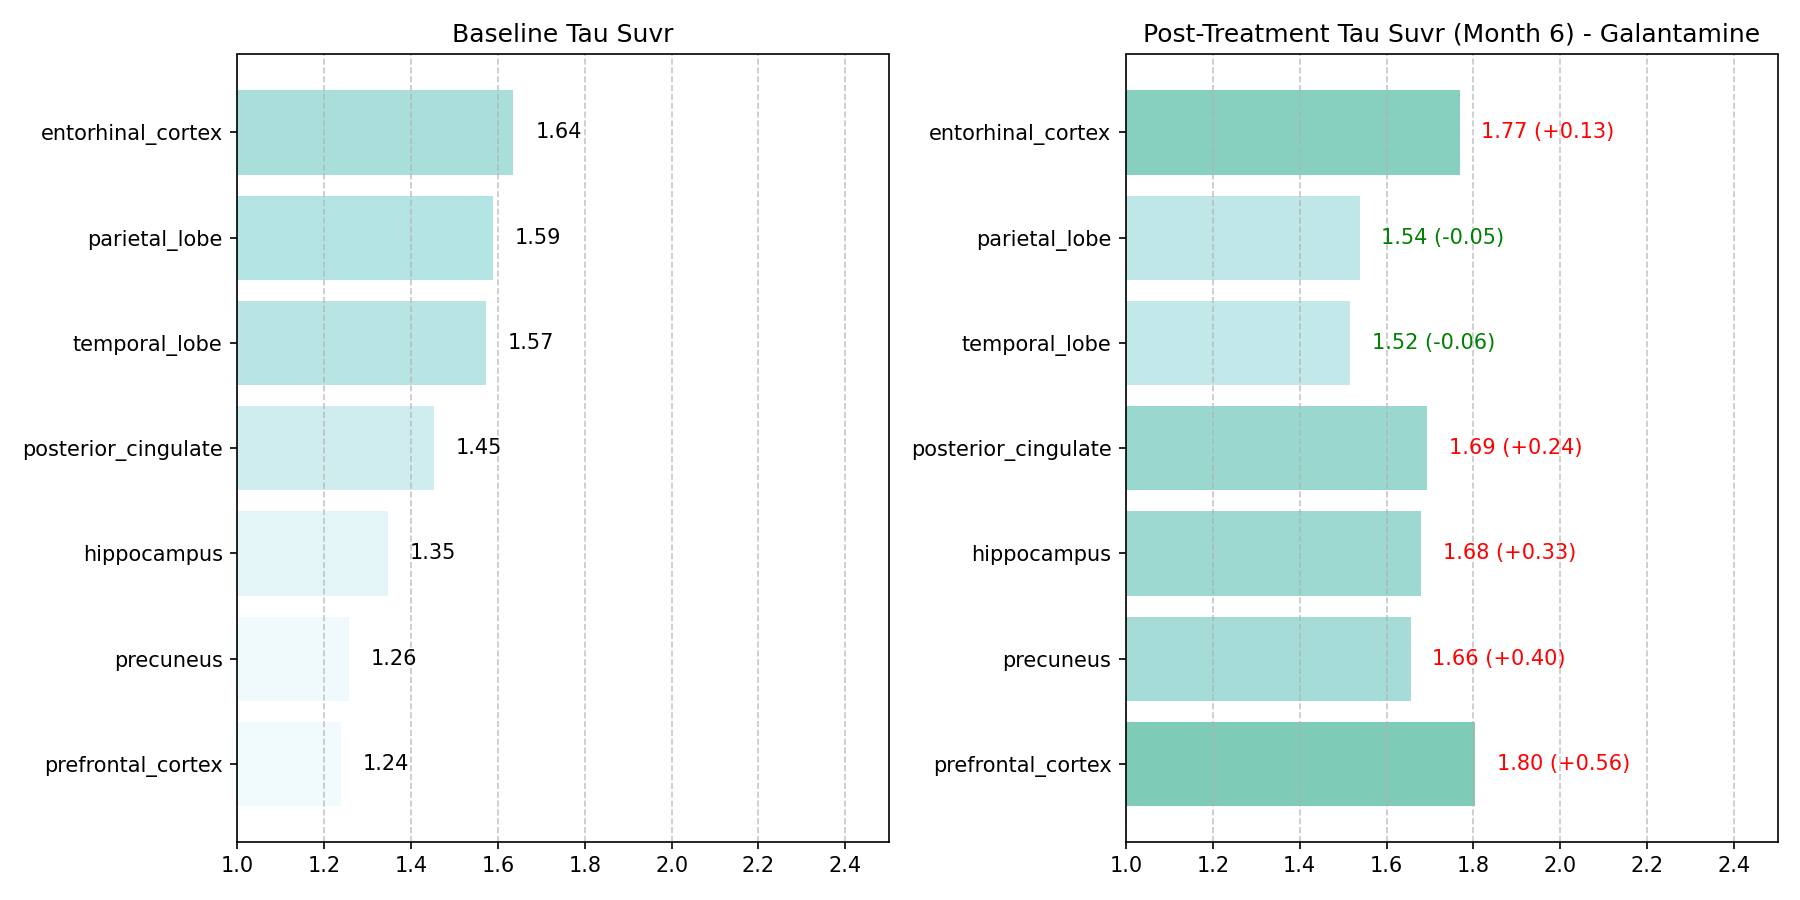 Baseline Tau Suvr
entorhinal_cortex 1.64
parietal_lobe 1.59
temporal_lobe 1.57
posterior_cingulate 1.45
hippocampus 1.35
precuneus 1.26
prefrontal_cortex 1.24
1.0 1.2 1.4 1.6 1.8 2.0 2.2 2.4
Post-Treatment Tau Suvr (Month 6) - Galantamine
entorhinal_cortex 1.77 (+0.13)
parietal_lobe 1.54 (-0.05)
temporal_lobe 1.52 (-0.06)
posterior_cingulate 1.69 (+0.24)
hippocampus 1.68 (+0.33)
precuneus 1.66 (+0.40)
prefrontal_cortex 1.80 (+0.56)
1.0 1.2 1.4 1.6 1.8 2.0 2.2 2.4